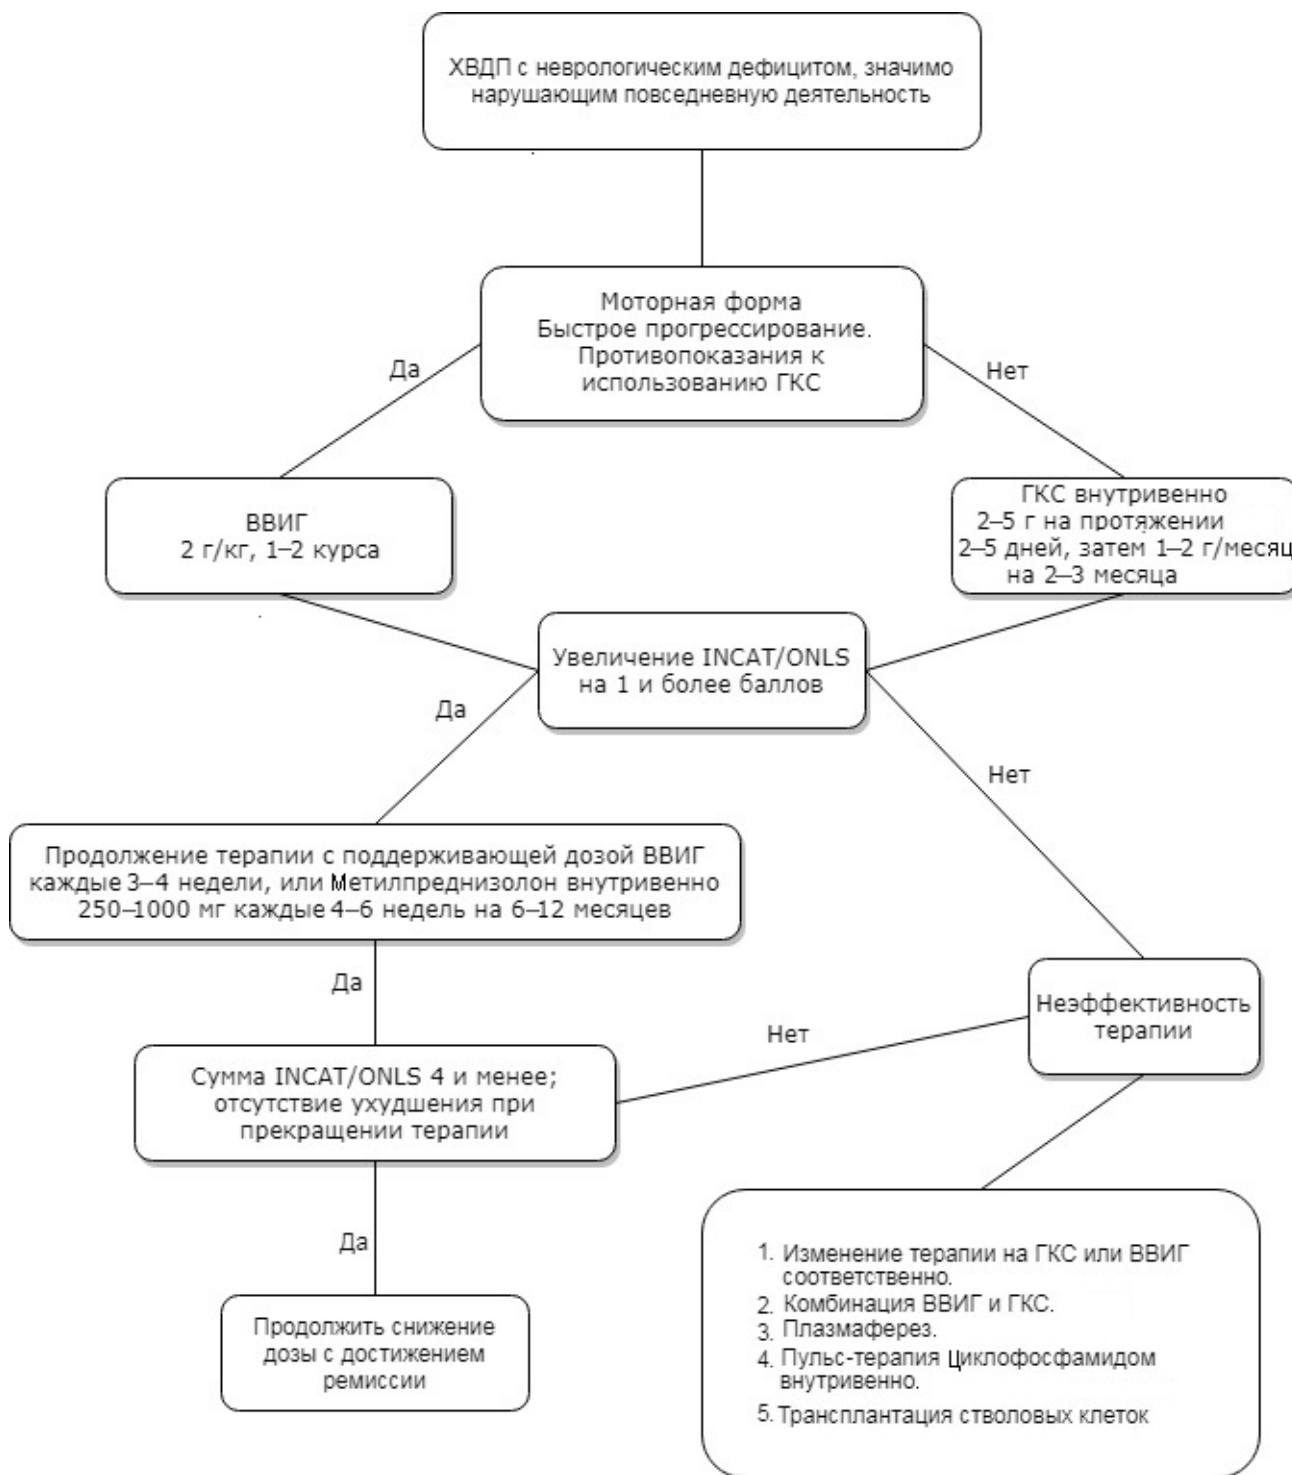 ХВДП с неврологическим дефицитом, значимо
нарушающим повседневную деятельность
Моторная форма
Быстрое прогрессирование.
Противопоказания к
использованию ГКС
Да
Нет
ВВИГ
2 г/кг, 1–2 курса
ГКС внутривенно
2–5 г на протяжении
2–5 дней, затем 1–2 г/месяц
на 2–3 месяца
Увеличение INCAT/ONLS
на 1 и более баллов
Да
Нет
Продолжение терапии с поддерживающей дозой ВВИГ
каждые 3–4 недели, или Метилпреднизолон внутривенно
250–1000 мг каждые 4–6 недель на 6–12 месяцев
Да
Неэффективность
терапии
Нет
Сумма INCAT/ONLS 4 и менее;
отсутствие ухудшения при
прекращении терапии
Да
Продолжить снижение
дозы с достижением
ремиссии
1. Изменение терапии на ГКС или ВВИГ
соответственно.
2. Комбинация ВВИГ и ГКС.
3. Плазмаферез.
4. Пульс-терапия Циклофосфамидом
внутривенно.
5. Трансплантация стволовых клеток